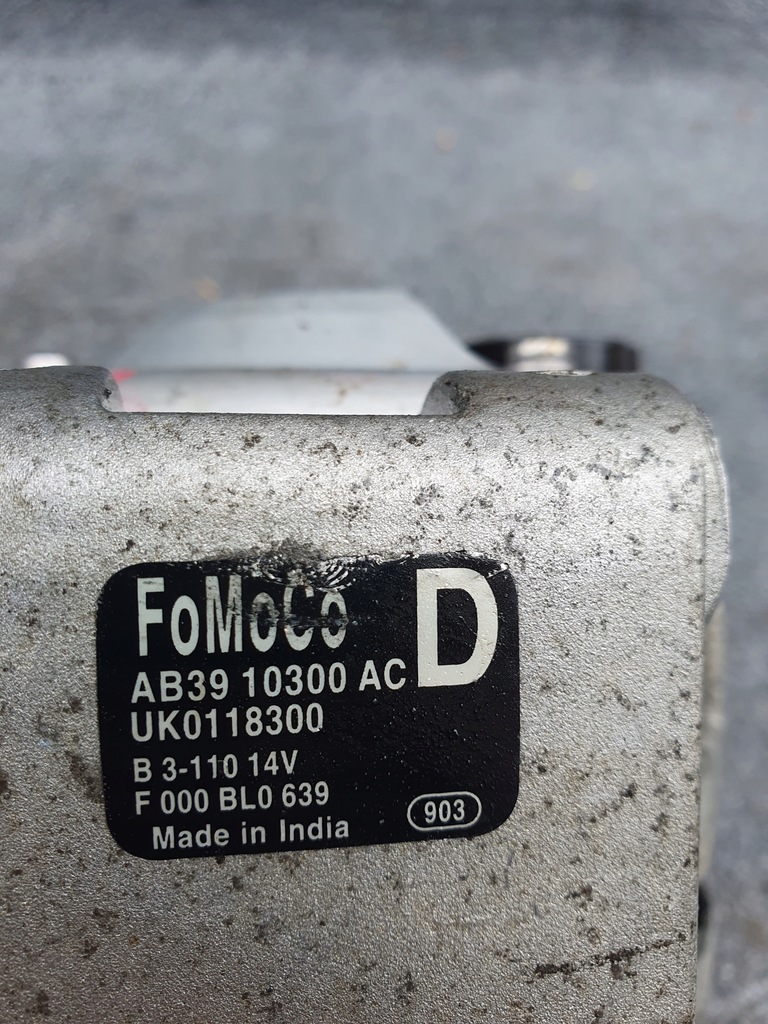 FoMoCo D
AB39 10300 AC
UK0118300
B 3-110 14V
F 000 BL0 639
Made in India 903